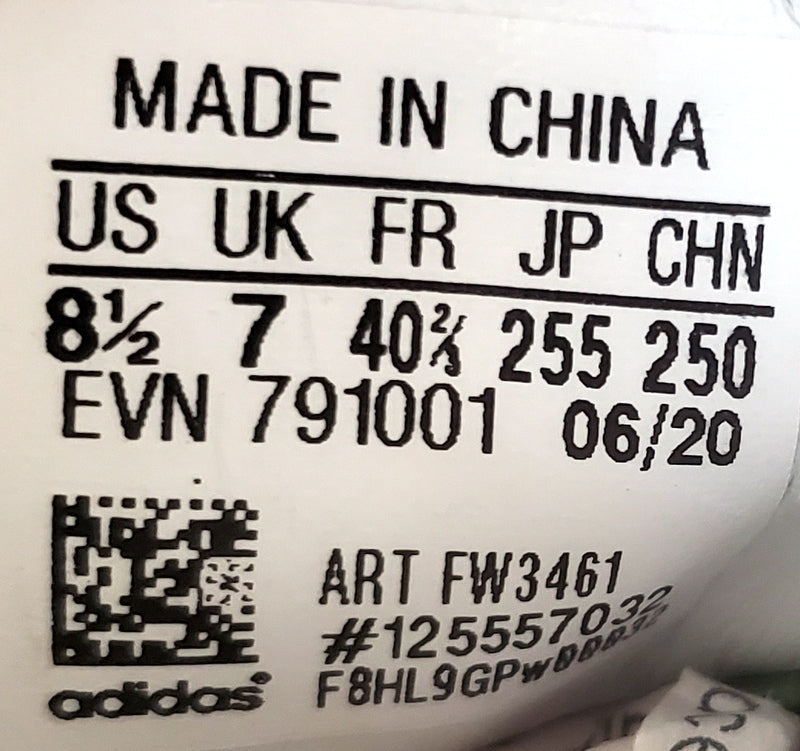 MADE IN CHINA
US UK FR JP CHN
8½ 7 40⅔ 255 250
EVN 791001 06/20
ART FW3461
#125557032
adidas